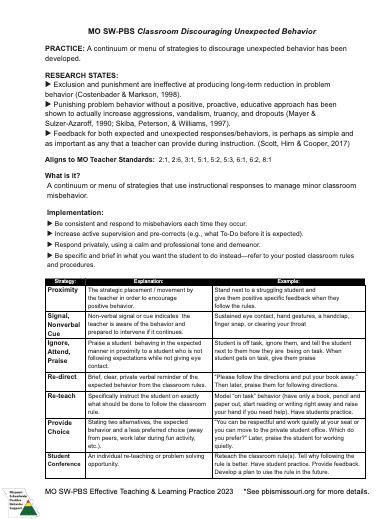 MO SW-PBS Classroom Discouraging Unexpected Behavior
PRACTICE: A continuum or menu of strategies to discourage unexpected behavior has been
developed.
RESEARCH STATES:
► Exclusion and punishment are ineffective at producing long-term reduction in problem
behavior (Costenbader & Markson, 1998).
► Punishing problem behavior without a positive, proactive, educative approach has been
shown to actually increase aggressions, vandalism, truancy, and dropouts (Mayer &
Sulzer-Azaroff, 1990; Skiba, Peterson, & Williams, 1997).
► Feedback for both expected and unexpected responses/behaviors, is perhaps as simple and
as important as any that a teacher can provide instructionally. (Scott, Hirn & Cooper, 2017)
Aligns to MO Teacher Standards: 2:1, 2:6, 3:1, 5:1, 5:2, 5:3, 6:1, 6:2, 8:1
What is it?
A continuum or menu of strategies that use instructional responses to manage minor classroom
misbehavior.
Implementation:
► Be consistent and respond to misbehaviors each time they occur.
► Increase active supervision and pre-corrects (e.g., what To-Do before it is expected).
► Respond privately, using a calm and professional tone and demeanor.
► Be specific and brief in what you want the student to do instead—refer to your posted classroom rules
and procedures.
Strategy: Explanation: Example:
Proximity
The strategic placement / movement by
the teacher in order to encourage
positive behavior.
Stand next to a struggling student and
give them positive specific feedback when they
follow the rules.
Signal,
Nonverbal
Cue
Non-verbal signal or cue indicates the
teacher is aware of the behavior and
prepared to intervene if it continues.
Sustained eye contact, hand gestures, a handclap,
finger snap, or clearing your throat
Ignore,
Attend,
Praise
Praise a student behaving in the expected
manner in proximity to a student who is not
following expectations while not giving eye
contact.
Student is off task, ignore them, and tell the student
next to them how they are being on task. When
student gets on task, give them praise
Re-direct
Brief, clear, private verbal reminder of the
expected behavior from the classroom rules.
"Please follow the directions and put your book away."
Then later, praise them for following directions.
Re-teach
Specifically instruct the student on exactly
what should be done to follow the classroom
rule.
Model "on task" behavior (have only a book, pencil and
paper out, start reading or writing right away and raise
your hand if you need help). Have students practice.
Provide
Choice
Stating two alternatives, the expected
behavior and a less preferred choice (away
from peers, work later during fun activity,
etc.).
"You can be respectful and work quietly at your seat or
you can move to the private student office. Which do
you prefer?" Later, praise the student for working
quietly.
Student
Conference
An individual re-teaching or problem solving
opportunity.
Reteach the classroom rule(s). Tell why following the
rule is better. Have student practice. Provide feedback.
Develop a plan to use the rule in the future.
MO SW-PBS Effective Teaching & Learning Practice 2023 *See pbismissouri.org for more details.